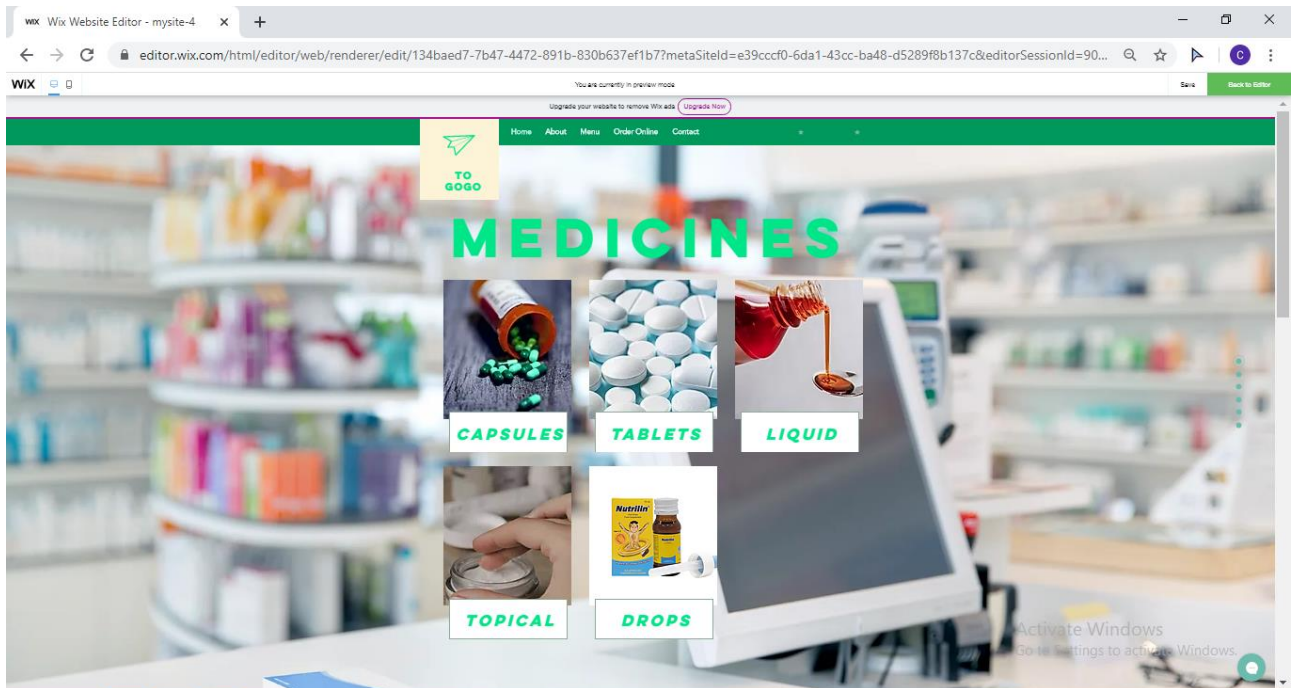 WiX Wix Website Editor - mysite-4
editor.wix.com/html/editor/web/renderer/edit/134baed7-7b47-4472-891b-830b637ef1b7?metaSiteId=e39cccf0-6da1-43cc-ba48-d5289f8b137c&editorSessionId=90...
C
WiX
You are currently in preview mode
Save
Back to Editor
Upgrade your website to remove Wix ads Upgrade Now
Home About Menu Order Online Contact
TO
GOGO
MEDICINES
CAPSULES TABLETS LIQUID
Nutrilin
TOPICAL DROPS
Activate Windows
Go to Settings to activate Windows.